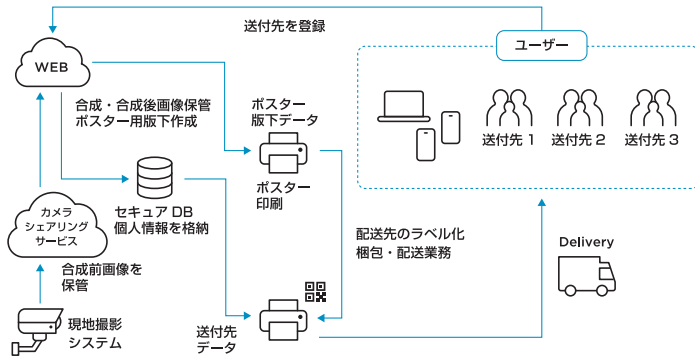 送付先を登録
ユーザー
WEB
合成・合成後画像保管
ポスター用版下作成
ポスター
版下データ
送付先 1
送付先 2
送付先 3
ポスター
印刷
セキュア DB
個人情報を格納
カメラ
シェアリング
サービス
配送先のラベル化
梱包・配送業務
Delivery
合成前画像を
保管
現地撮影
システム
送付先
データ